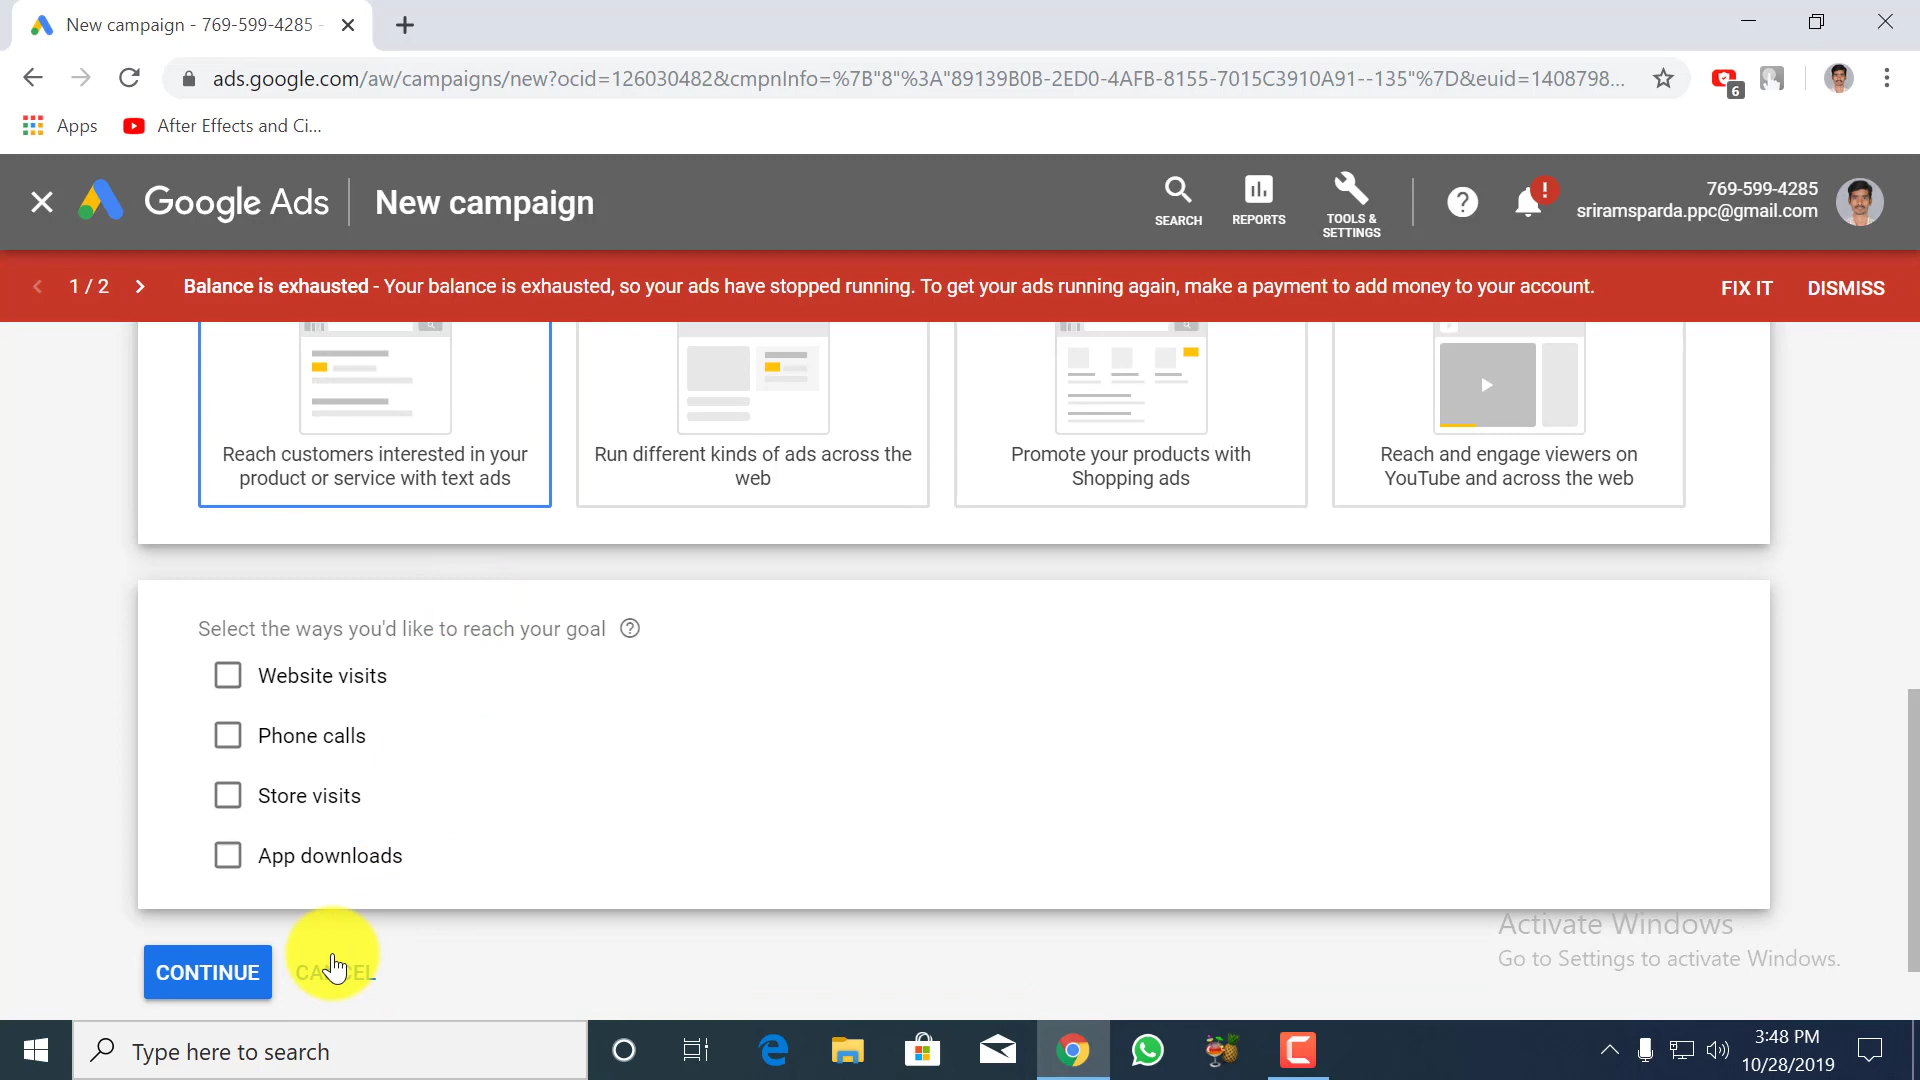 New campaign - 769-599-4285 -
ads.google.com/aw/campaigns/new?ocid=126030482&cmpnInfo=%7B"8"%3A"89139B0B-2ED0-4AFB-8155-7015C3910A91--135"%7D&euid=1408798...
6
Apps
After Effects and Ci...
Google Ads
New campaign
SEARCH
REPORTS
TOOLS &
SETTINGS
?
!
769-599-4285
sriramsparda.ppc@gmail.com
1 / 2
Balance is exhausted - Your balance is exhausted, so your ads have stopped running. To get your ads running again, make a payment to add money to your account.
FIX IT
DISMISS
Reach customers interested in your
product or service with text ads
Run different kinds of ads across the
web
Promote your products with
Shopping ads
Reach and engage viewers on
YouTube and across the web
Select the ways you'd like to reach your goal ?
Website visits
Phone calls
Store visits
App downloads
CONTINUE
CANCEL
Activate Windows
Go to Settings to activate Windows.
Type here to search
3:48 PM
10/28/2019